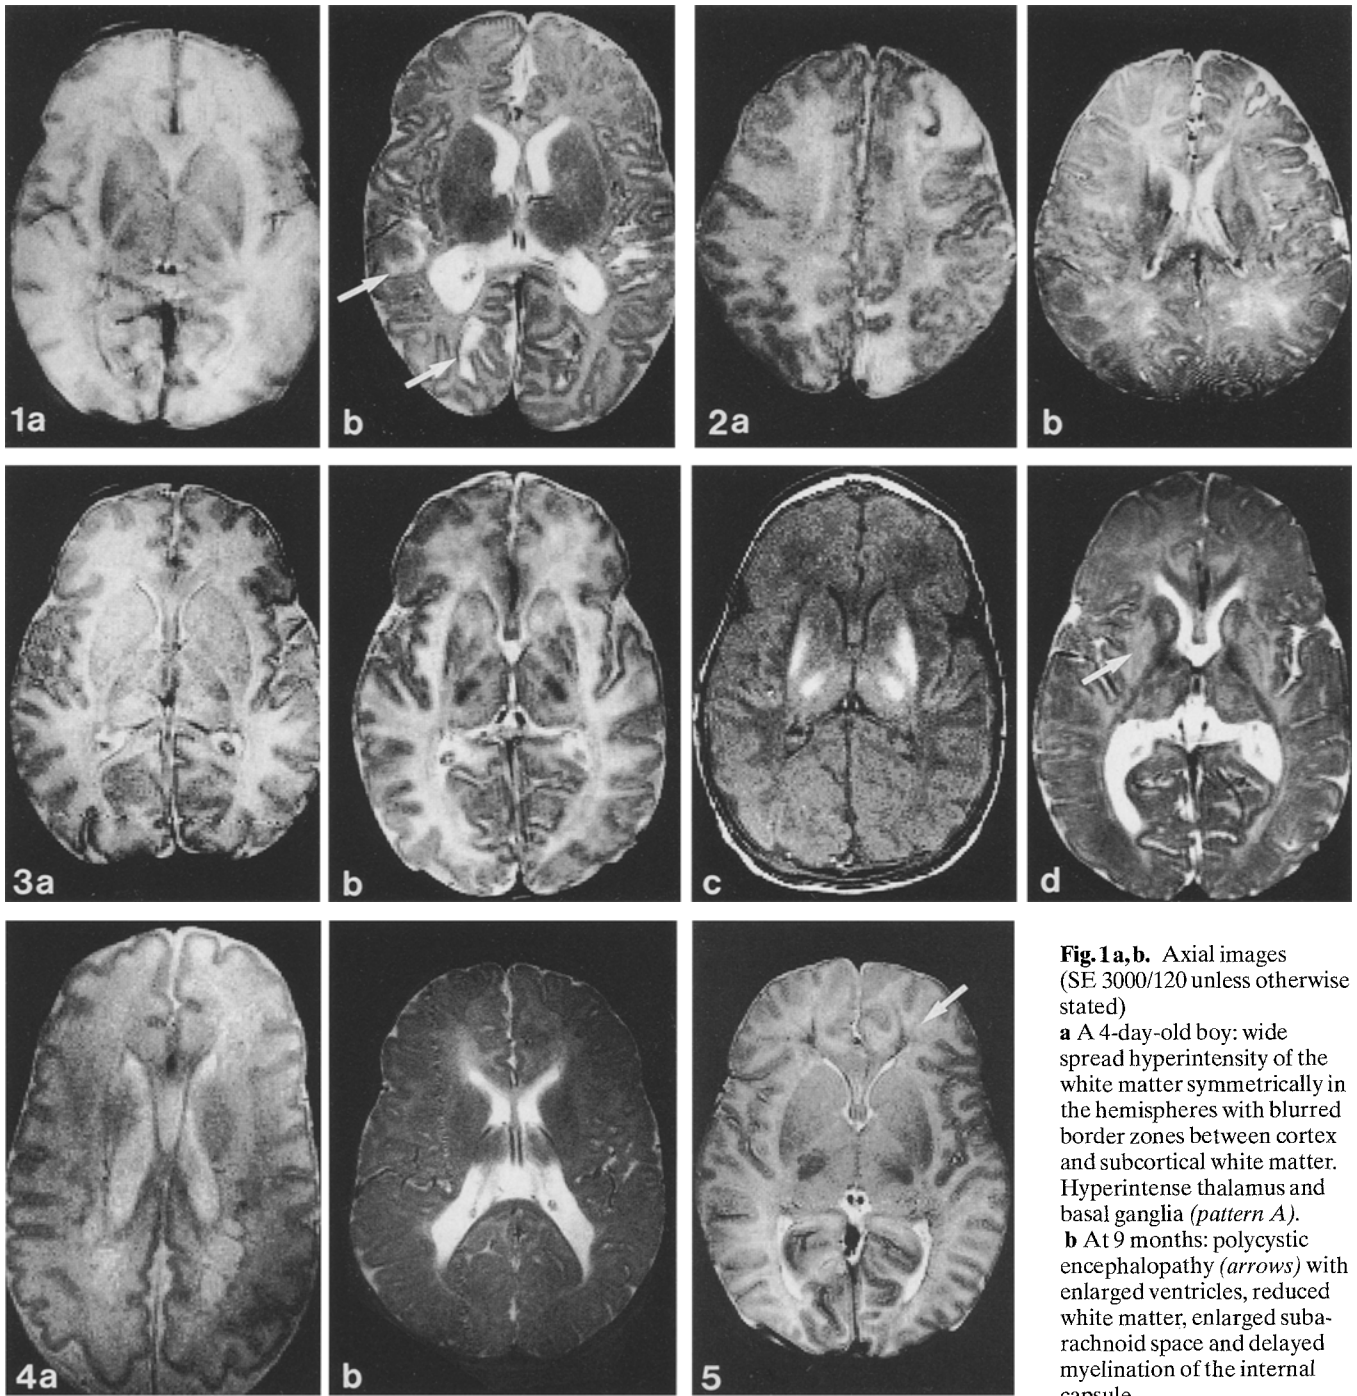 1a
b
2a
b
3a
b
c
d
4a
b
5
Fig. 1 a, b. Axial images
(SE 3000/120 unless otherwise
stated)
a A 4-day-old boy: wide
spread hyperintensity of the
white matter symmetrically in
the hemispheres with blurred
border zones between cortex
and subcortical white matter.
Hyperintense thalamus and
basal ganglia (pattern A).
b At 9 months: polycystic
encephalopathy (arrows) with
enlarged ventricles, reduced
white matter, enlarged suba-
rachnoid space and delayed
myelination of the internal